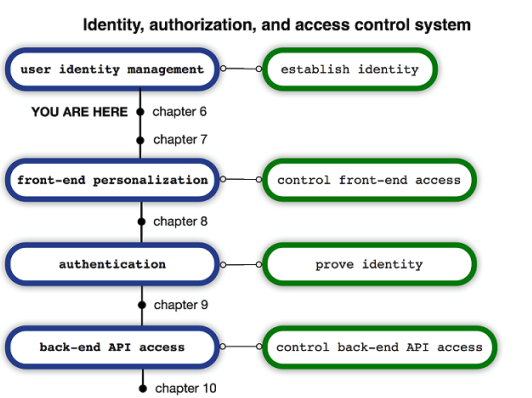 Identity, authorization, and access control system
user identity management
establish identity
YOU ARE HERE
chapter 6
chapter 7
front-end personalization
control front-end access
chapter 8
authentication
prove identity
chapter 9
back-end API access
control back-end API access
chapter 10